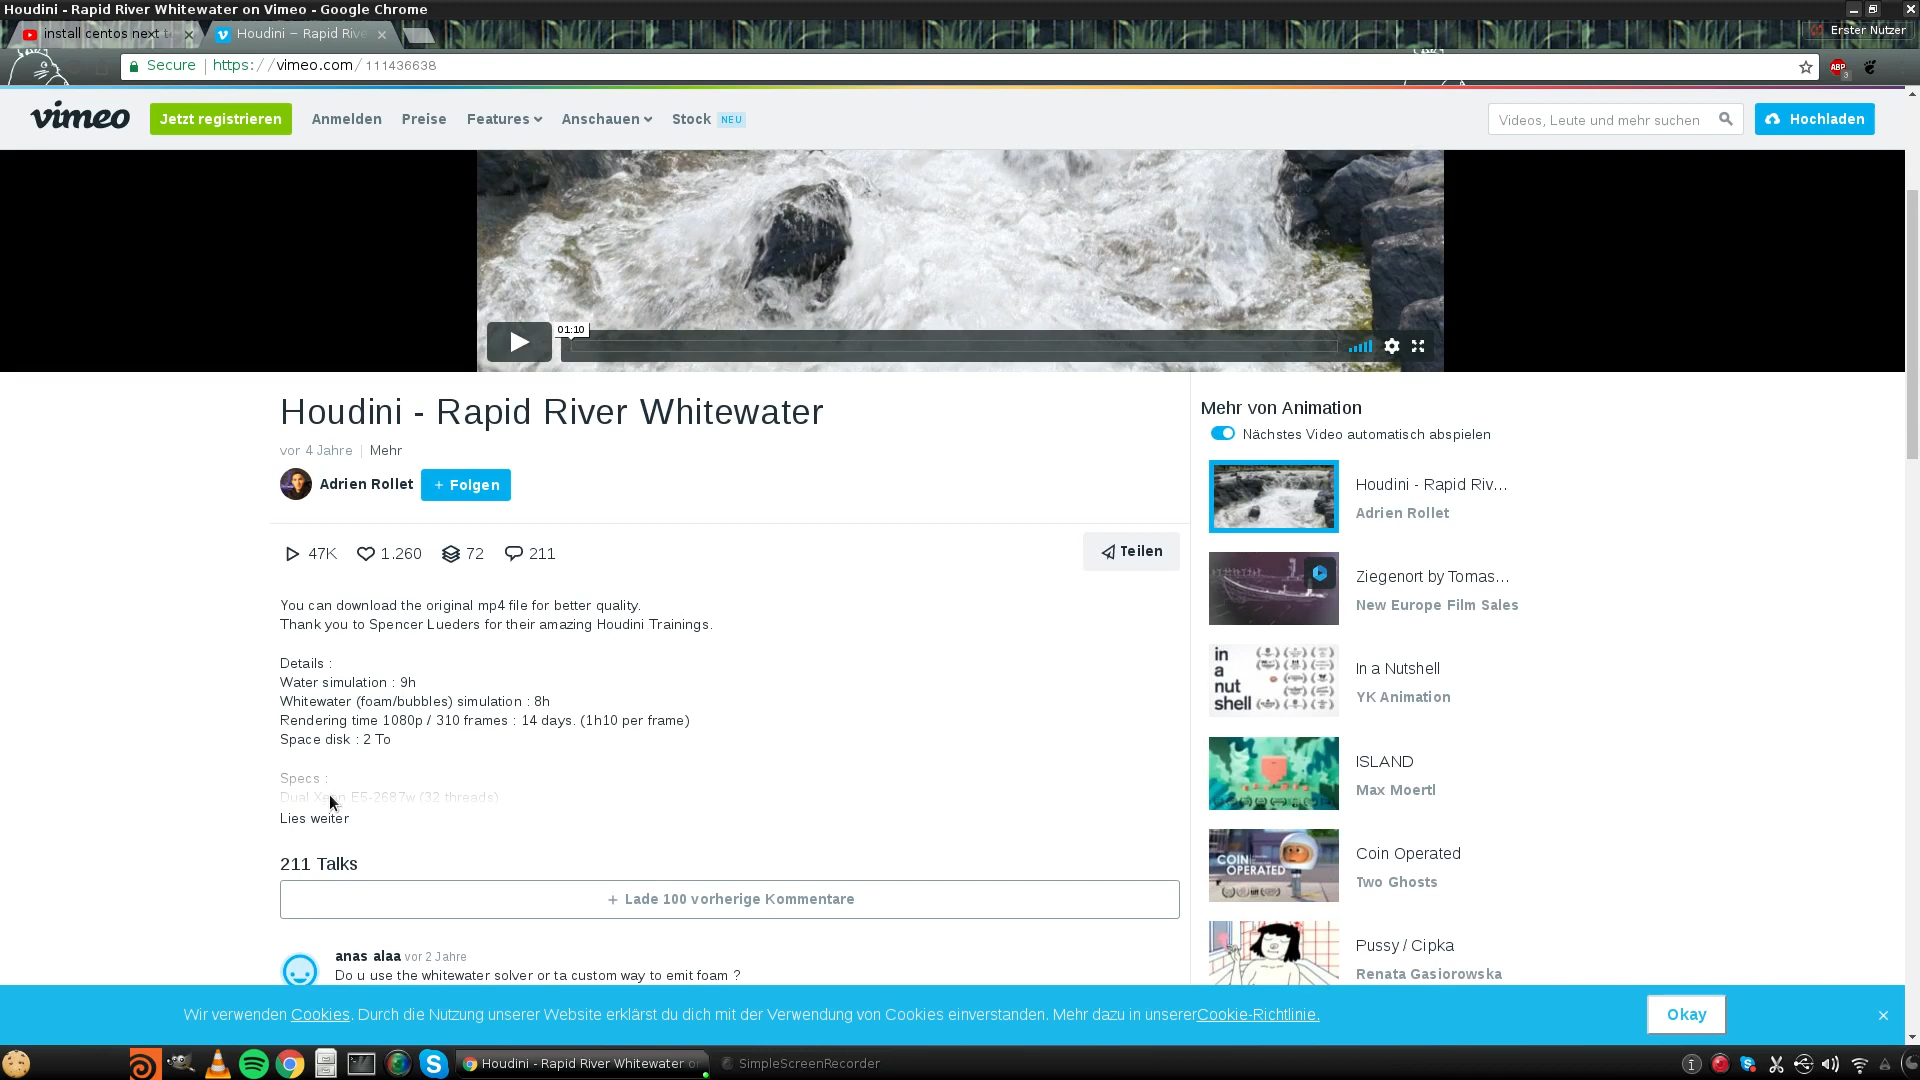 Houdini - Rapid River Whitewater on Vimeo - Google Chrome
install centos next t
Houdini – Rapid Rive
Erster Nutzer
Secure | https://vimeo.com/111436638
ABP
3
vimeo
Jetzt registrieren
Anmelden
Preise
Features
Anschauen
Stock
NEU
Videos, Leute und mehr suchen
Hochladen
01:10
Houdini - Rapid River Whitewater
vor 4 Jahre | Mehr
Adrien Rollet
+ Folgen
47K
1.260
72
211
Teilen
You can download the original mp4 file for better quality.
Thank you to Spencer Lueders for their amazing Houdini Trainings.
Details :
Water simulation : 9h
Whitewater (foam/bubbles) simulation : 8h
Rendering time 1080p / 310 frames : 14 days. (1h10 per frame)
Space disk : 2 To
Specs :
Dual Xeon E5-2687w (32 threads)
Lies weiter
211 Talks
+ Lade 100 vorherige Kommentare
anas alaa vor 2 Jahre
Do u use the whitewater solver or ta custom way to emit foam ?
Mehr von Animation
Nächstes Video automatisch abspielen
Houdini - Rapid Riv...
Adrien Rollet
Ziegenort by Tomas...
New Europe Film Sales
in
a
nut
shell
In a Nutshell
YK Animation
ISLAND
Max Moertl
COIN
OPERATED
Coin Operated
Two Ghosts
Pussy / Cipka
Renata Gasiorowska
Wir verwenden Cookies. Durch die Nutzung unserer Website erklärst du dich mit der Verwendung von Cookies einverstanden. Mehr dazu in unserer Cookie-Richtlinie.
Okay
×
Houdini - Rapid River Whitewater o
SimpleScreenRecorder